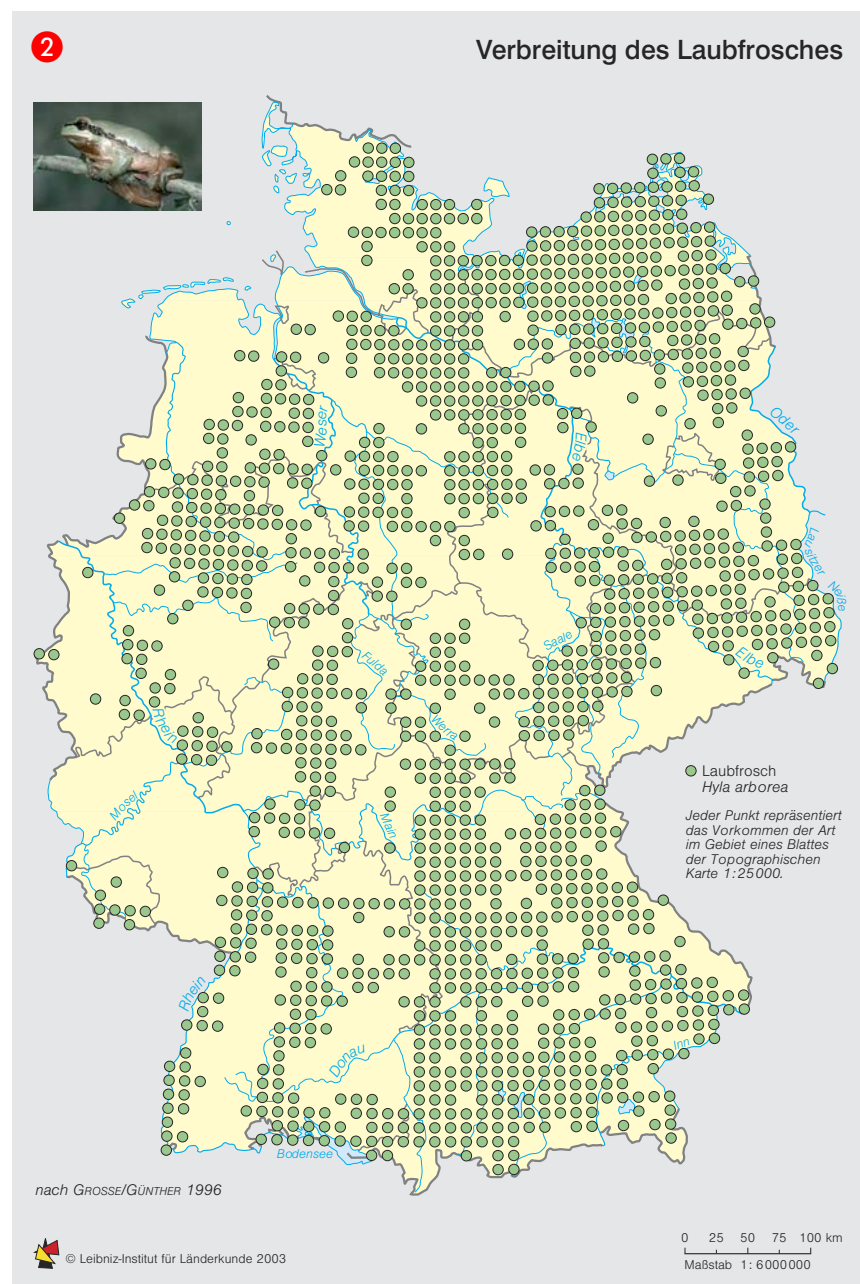 2
Verbreitung des Laubfrosches
Oder
Elbe
Weser
Lausitzer
Neiße
Saale
Fulda
Elbe
Werra
Rhein
Laubfrosch
Hyla arborea
Mosel
Jeder Punkt repräsentiert
das Vorkommen der Art
im Gebiet eines Blattes
der Topographischen
Karte 1:25000.
Main
Rhein
Donau
Inn
Bodensee
nach GROSSE/GÜNTHER 1996
0 25 50 75 100 km
Maßstab 1: 6000000
© Leibniz-Institut für Länderkunde 2003